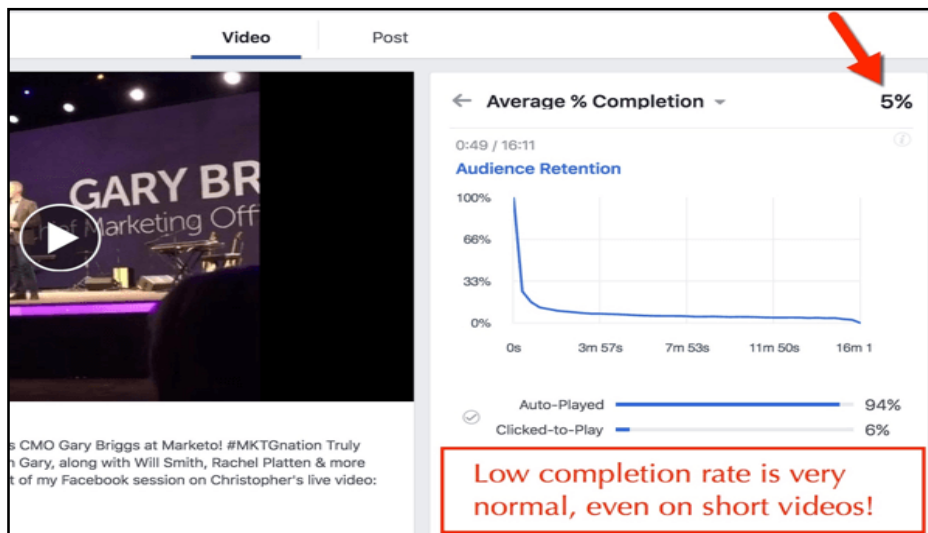 Video
Post
GARY BR
Chief Marketing Off
s CMO Gary Briggs at Marketo! #MKTGnation Truly
n Gary, along with Will Smith, Rachel Platten & more
t of my Facebook session on Christopher's live video:
← Average % Completion
5%
0:49 / 16:11
Audience Retention
100%
66%
33%
0%
0s
3m 57s
7m 53s
11m 50s
16m 1
Auto-Played
94%
Clicked-to-Play
6%
Low completion rate is very
normal, even on short videos!